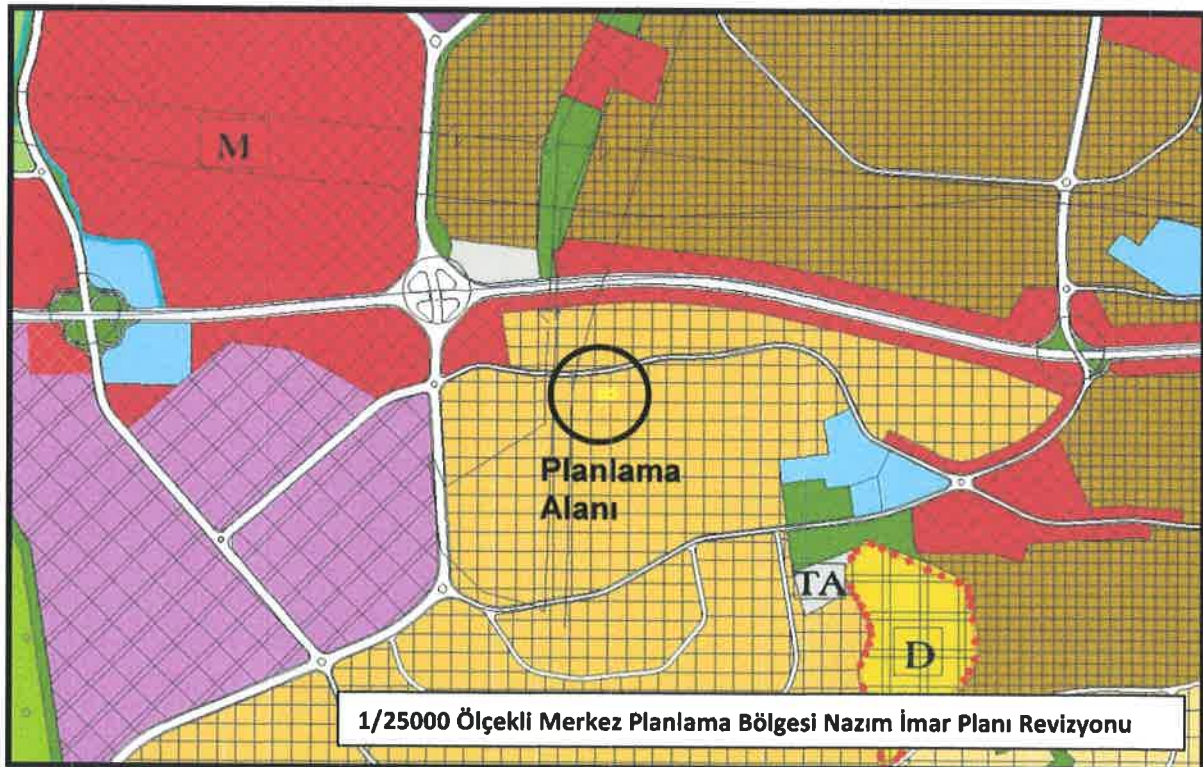 M
Planlama
Alanı
TA
D
1/25000 Ölçekli Merkez Planlama Bölgesi Nazım İmar Planı Revizyonu